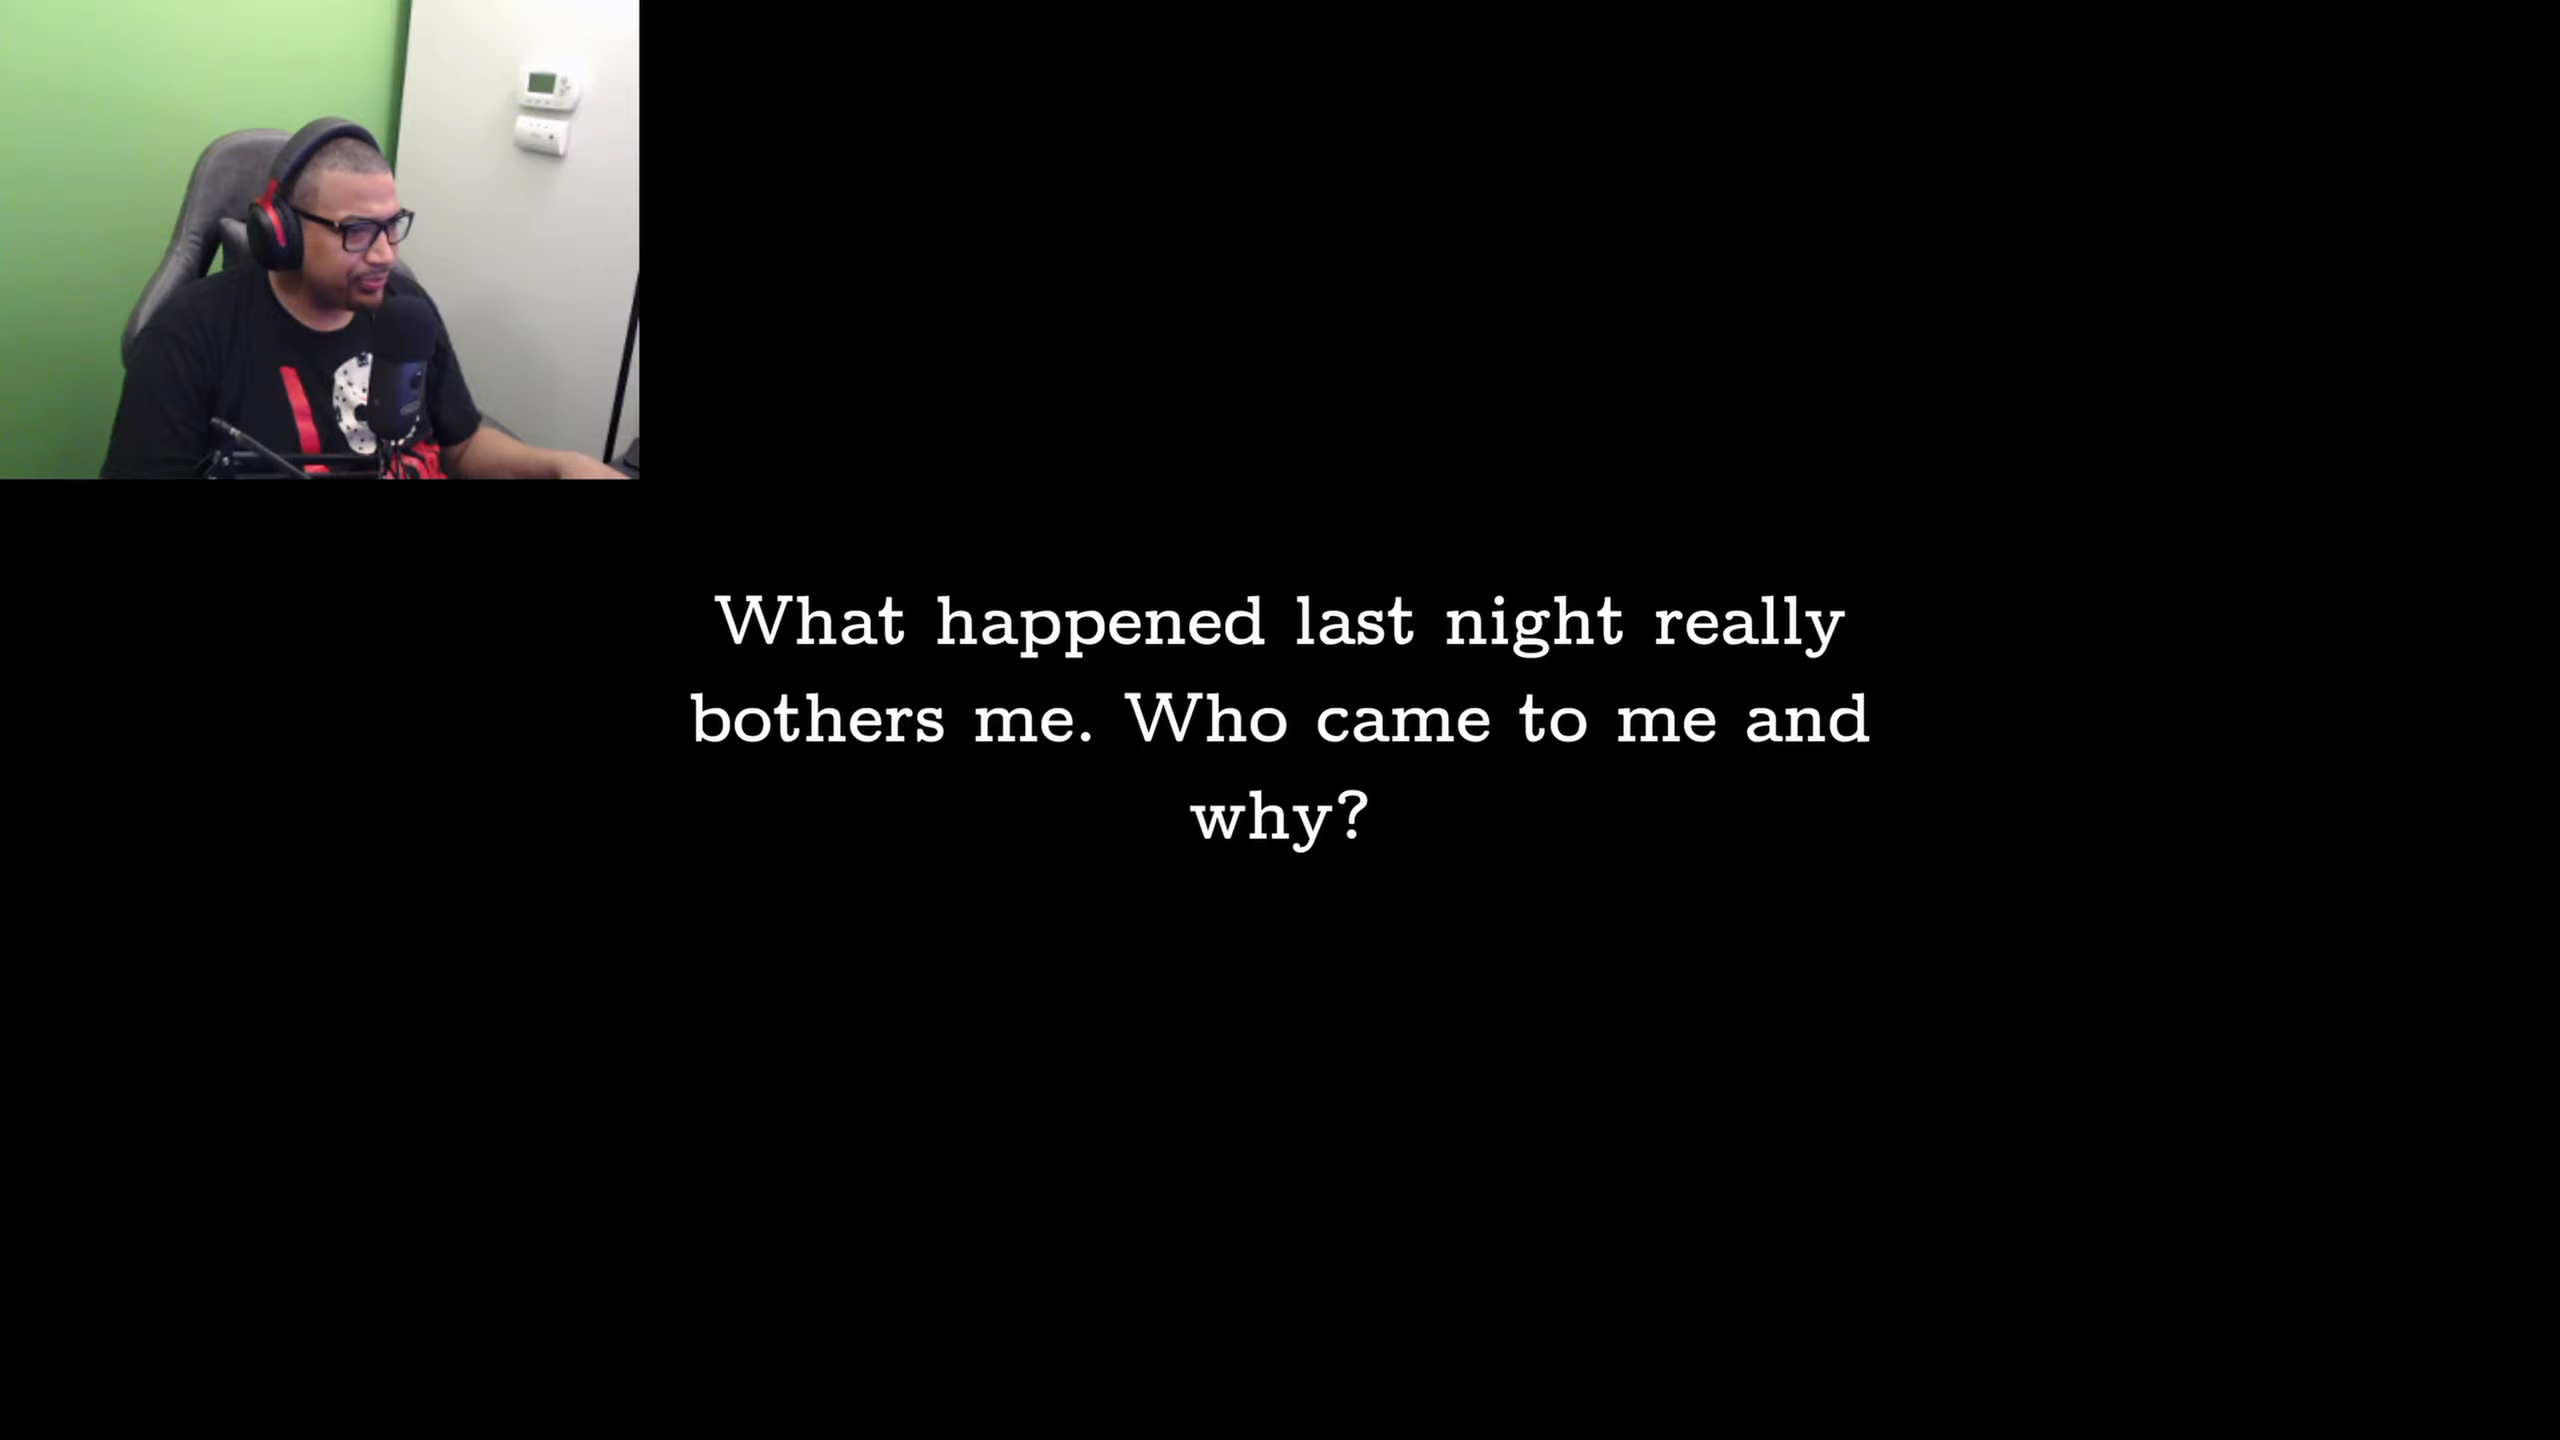 What happened last night really
bothers me. Who came to me and
why?